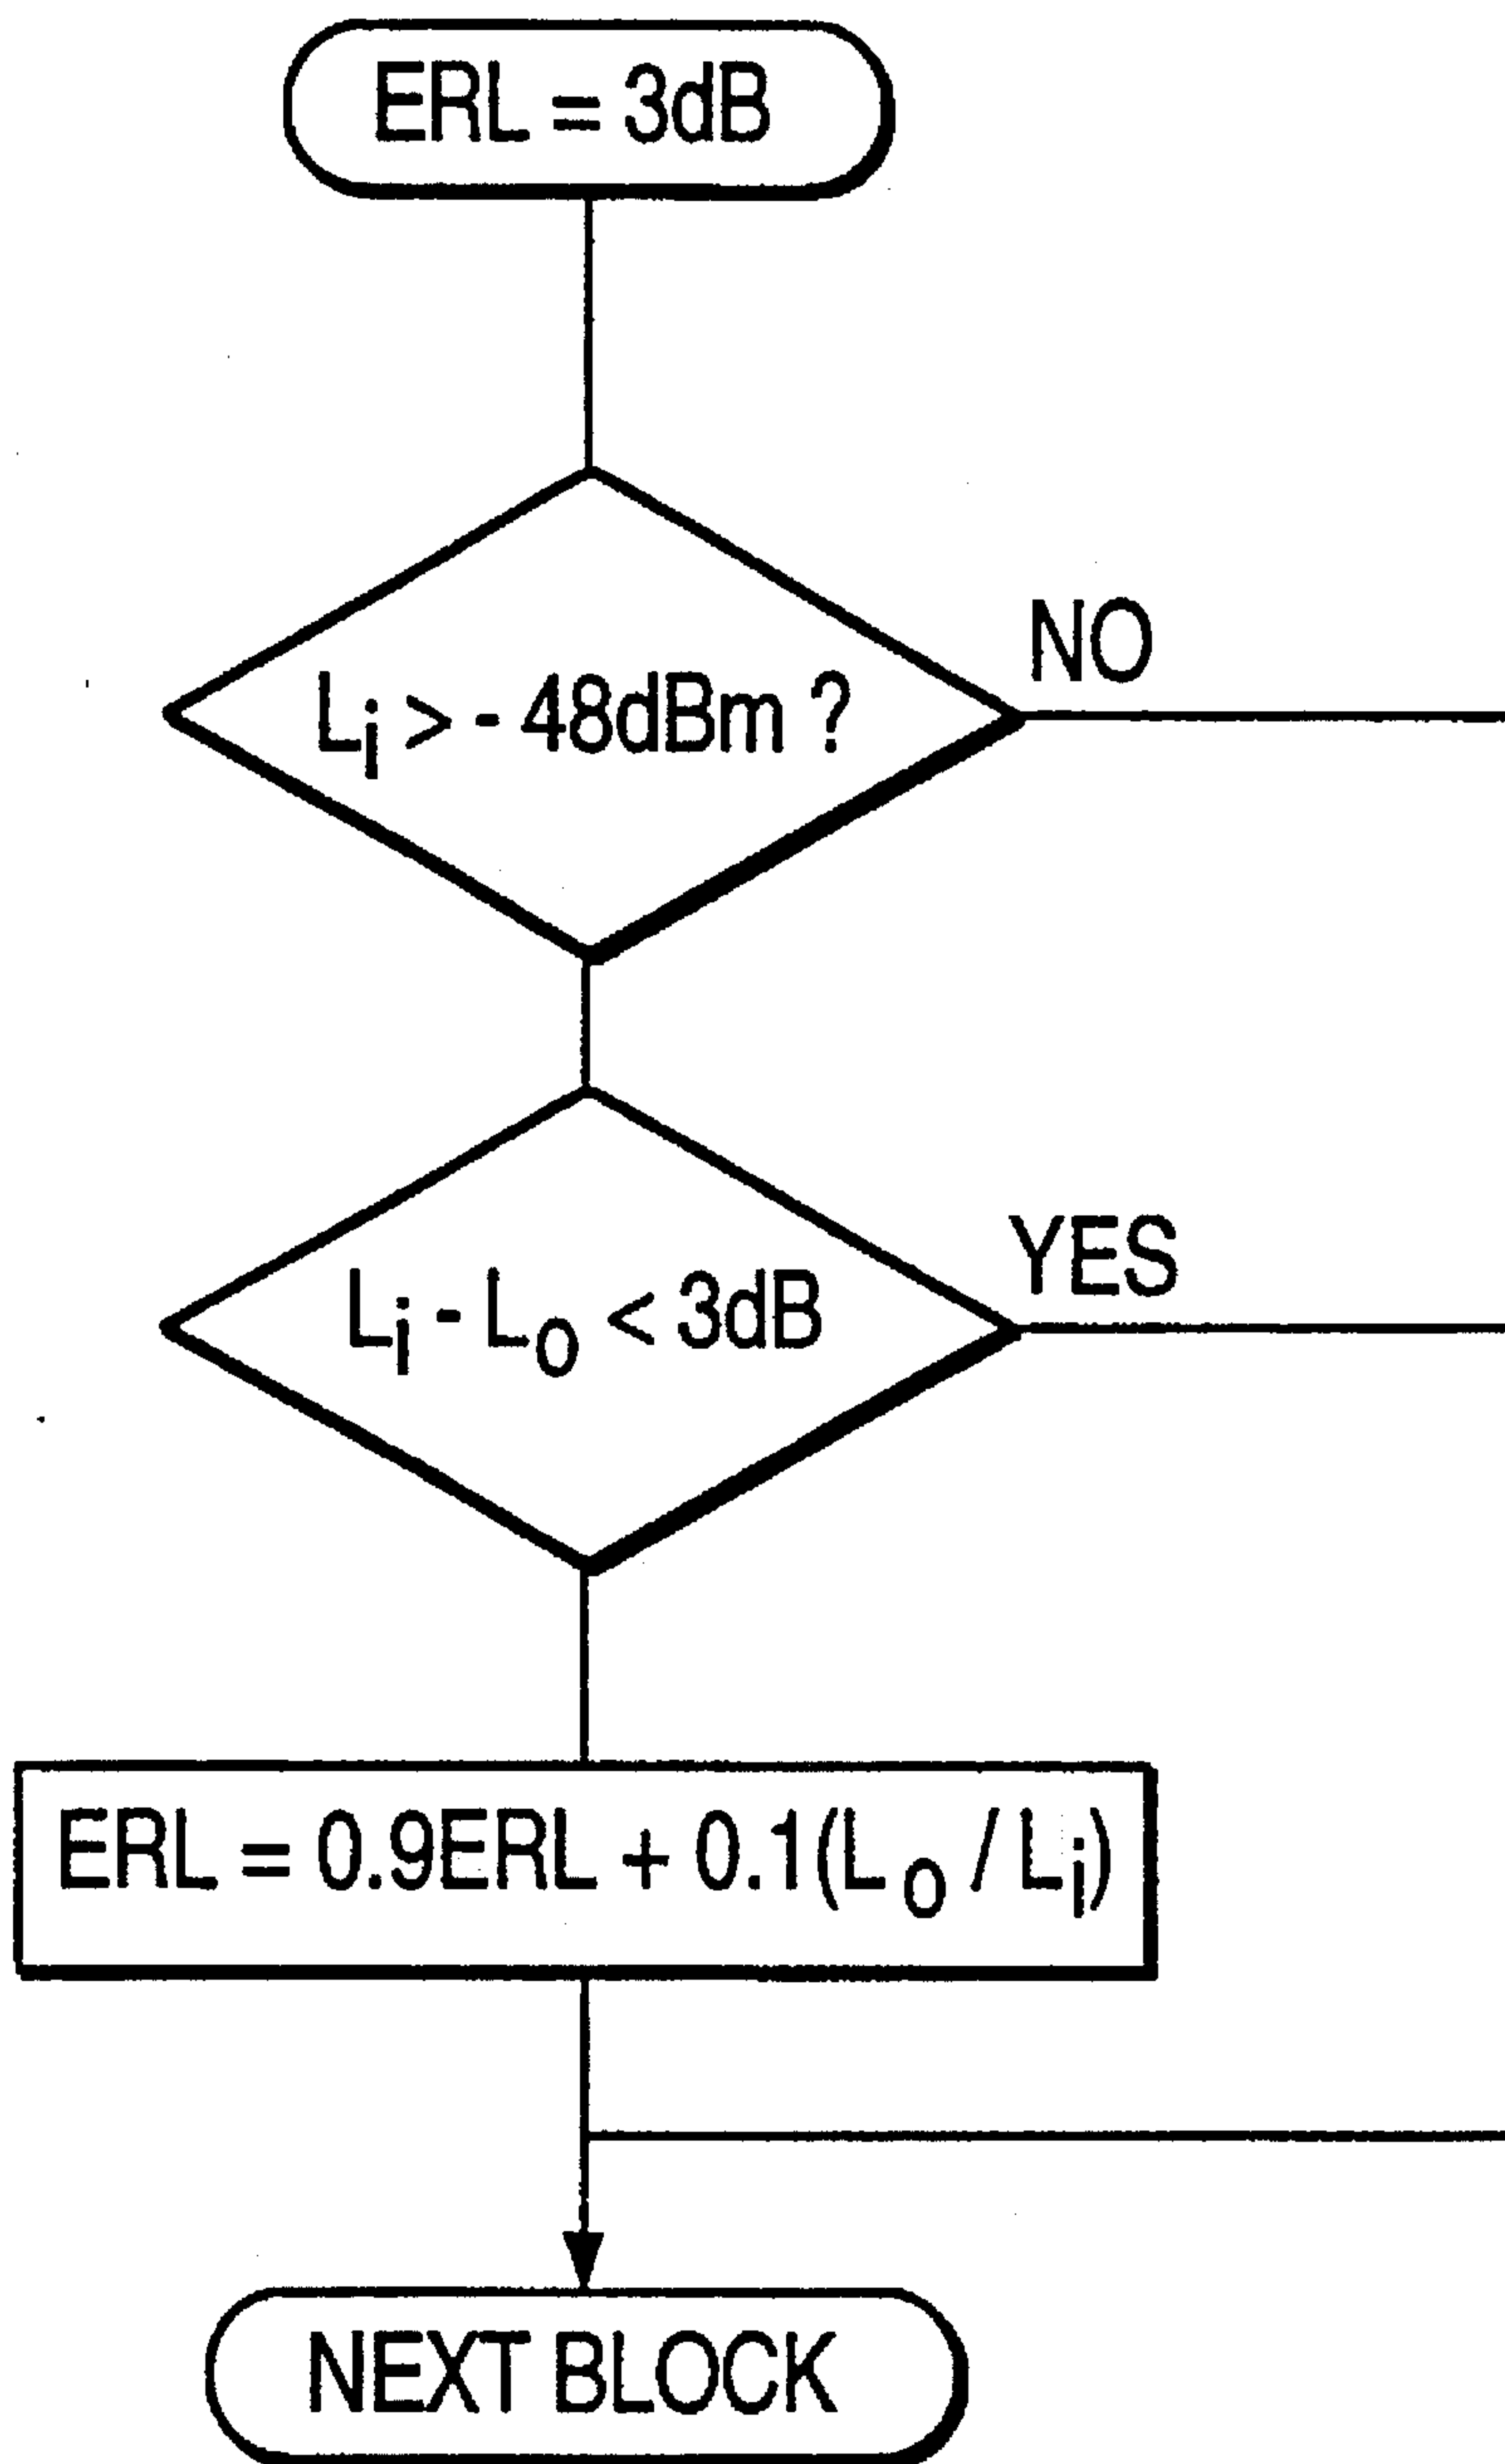 ERL = 3dB
NO
Li > - 48dBm ?
YES
Li - Lo < 3dB
ERL = 0.9ERL + 0.1(Lo / Li)
NEXT BLOCK